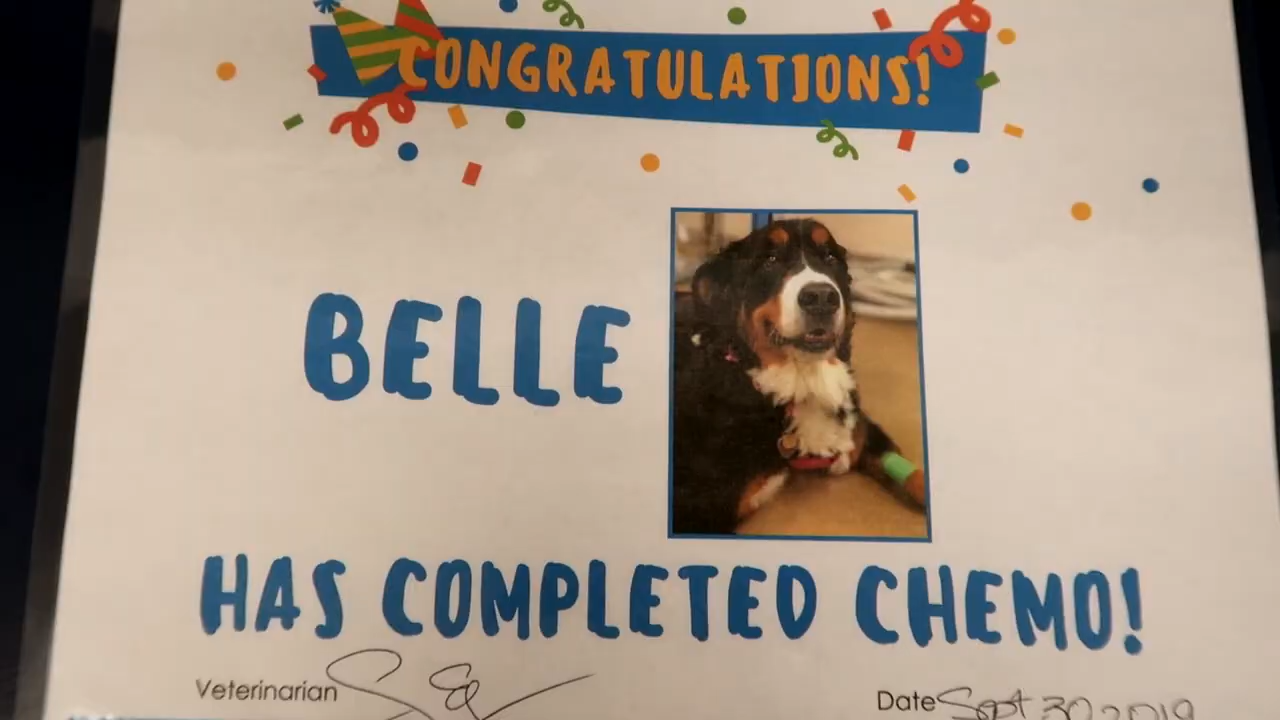 CONGRATULATIONS!
BELLE
HAS COMPLETED CHEMO!
Veterinarian
Date Sept 30 2019